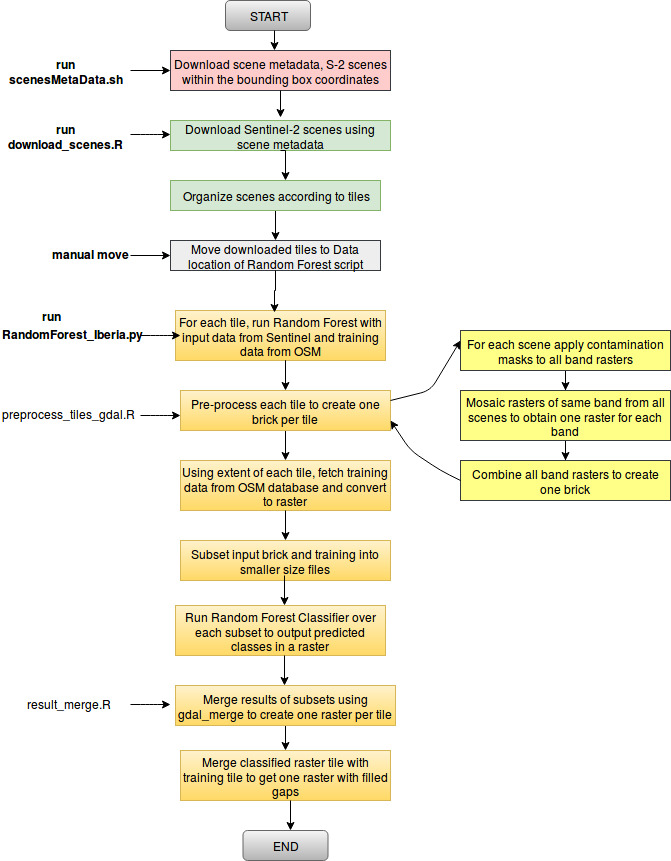 START
run
scenesMetaData.sh
Download scene metadata, S-2 scenes
within the bounding box coordinates
run
download_scenes.R
Download Sentinel-2 scenes using
scene metadata
Organize scenes according to tiles
manual move
Move downloaded tiles to Data
location of Random Forest script
run
RandomForest_Iberia.py
For each tile, run Random Forest with
input data from Sentinel and training
data from OSM
preprocess_tiles_gdal.R
Pre-process each tile to create one
brick per tile
For each scene apply contamination
masks to all band rasters
Mosaic rasters of same band from all
scenes to obtain one raster for each
band
Combine all band rasters to create
one brick
Using extent of each tile, fetch training
data from OSM database and convert
to raster
Subset input brick and training into
smaller size files
Run Random Forest Classifier over
each subset to output predicted
classes in a raster
result_merge.R
Merge results of subsets using
gdal_merge to create one raster per tile
Merge classified raster tile with
training tile to get one raster with filled
gaps
END